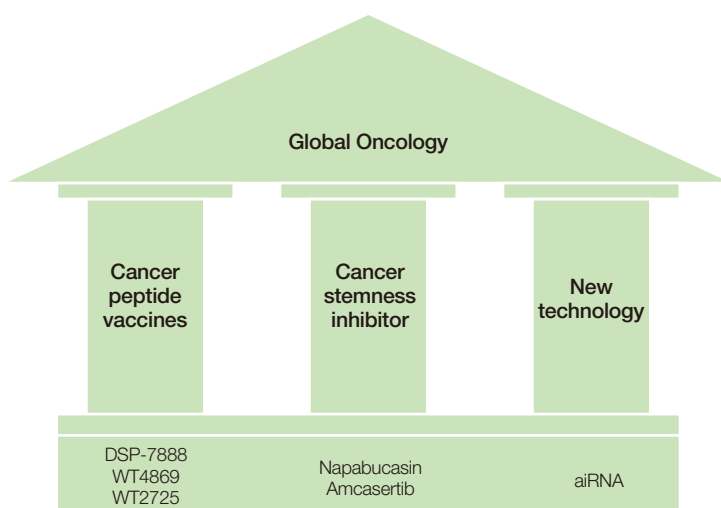 Global Oncology
Cancer
peptide
vaccines
Cancer
stemness
inhibitor
New
technology
DSP-7888
WT4869
WT2725
Napabucasin
Amcasertib
aiRNA